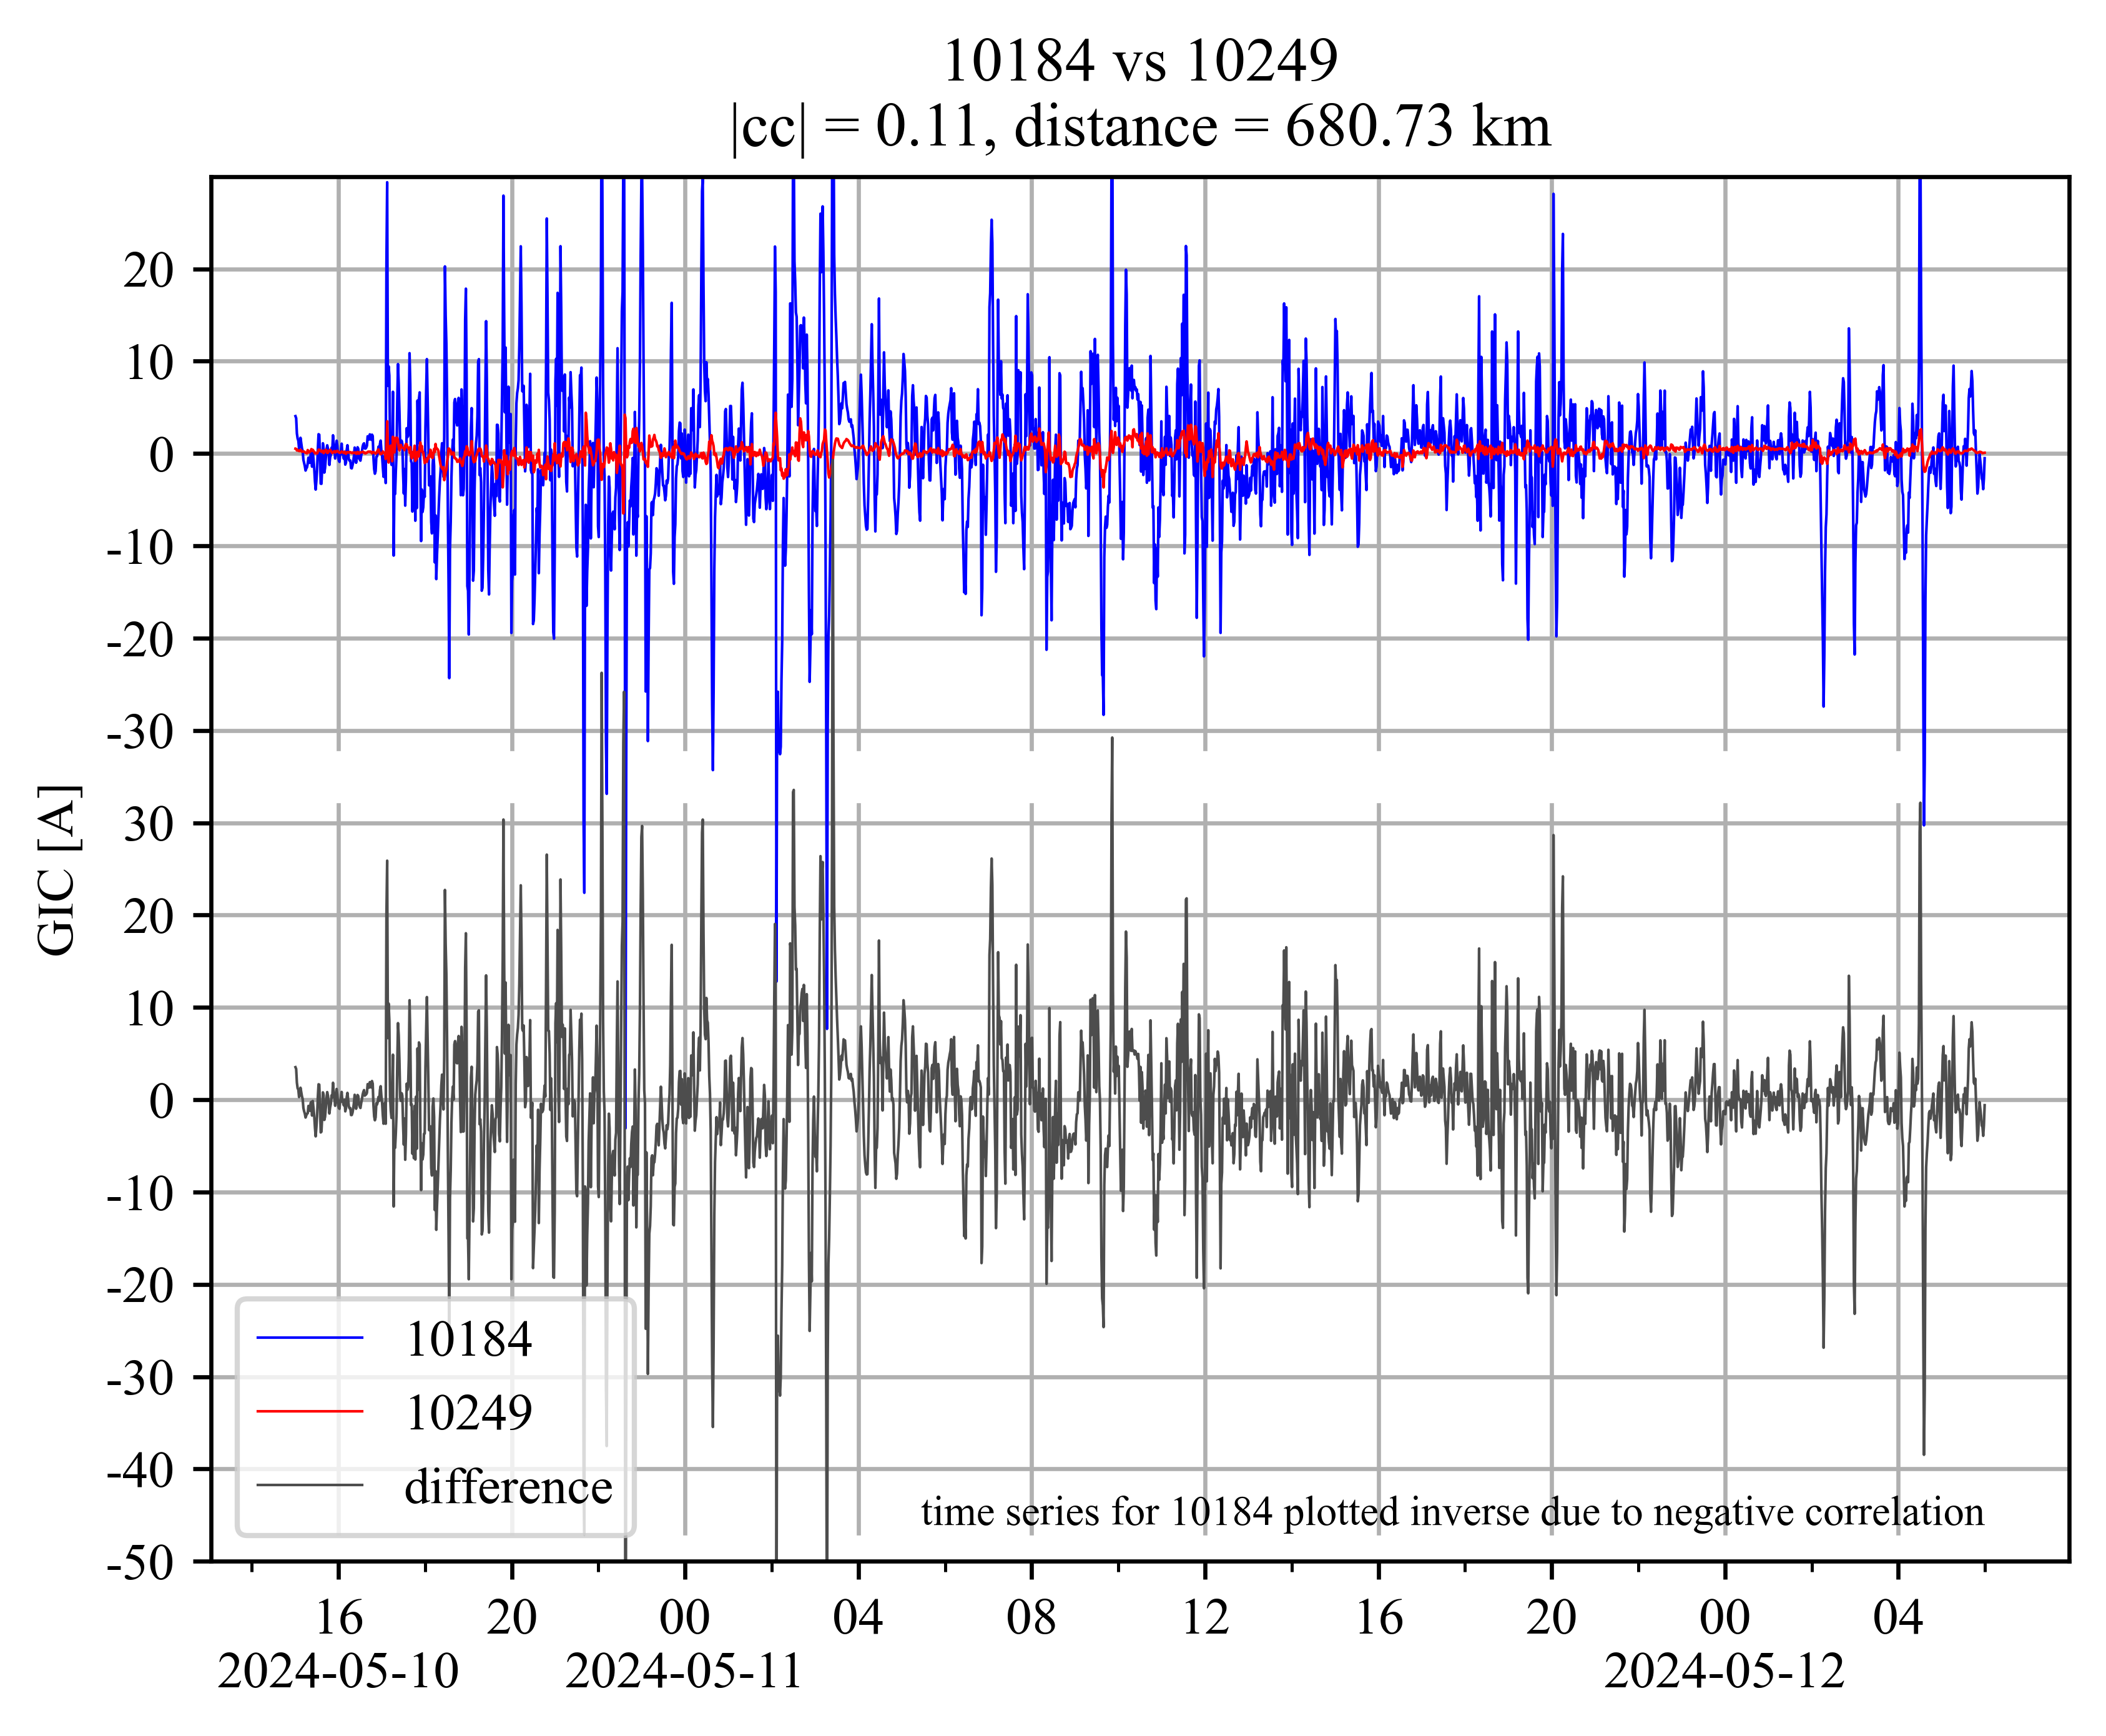 10184 vs 10249
|cc| = 0.11, distance = 680.73 km
20
10
0
-10
-20
-30
30
20
10
0
-10
-20
-30
-40
-50
GIC [A]
10184
10249
difference
time series for 10184 plotted inverse due to negative correlation
16 20 00 04 08 12 16 20 00 04
2024-05-10 2024-05-11 2024-05-12